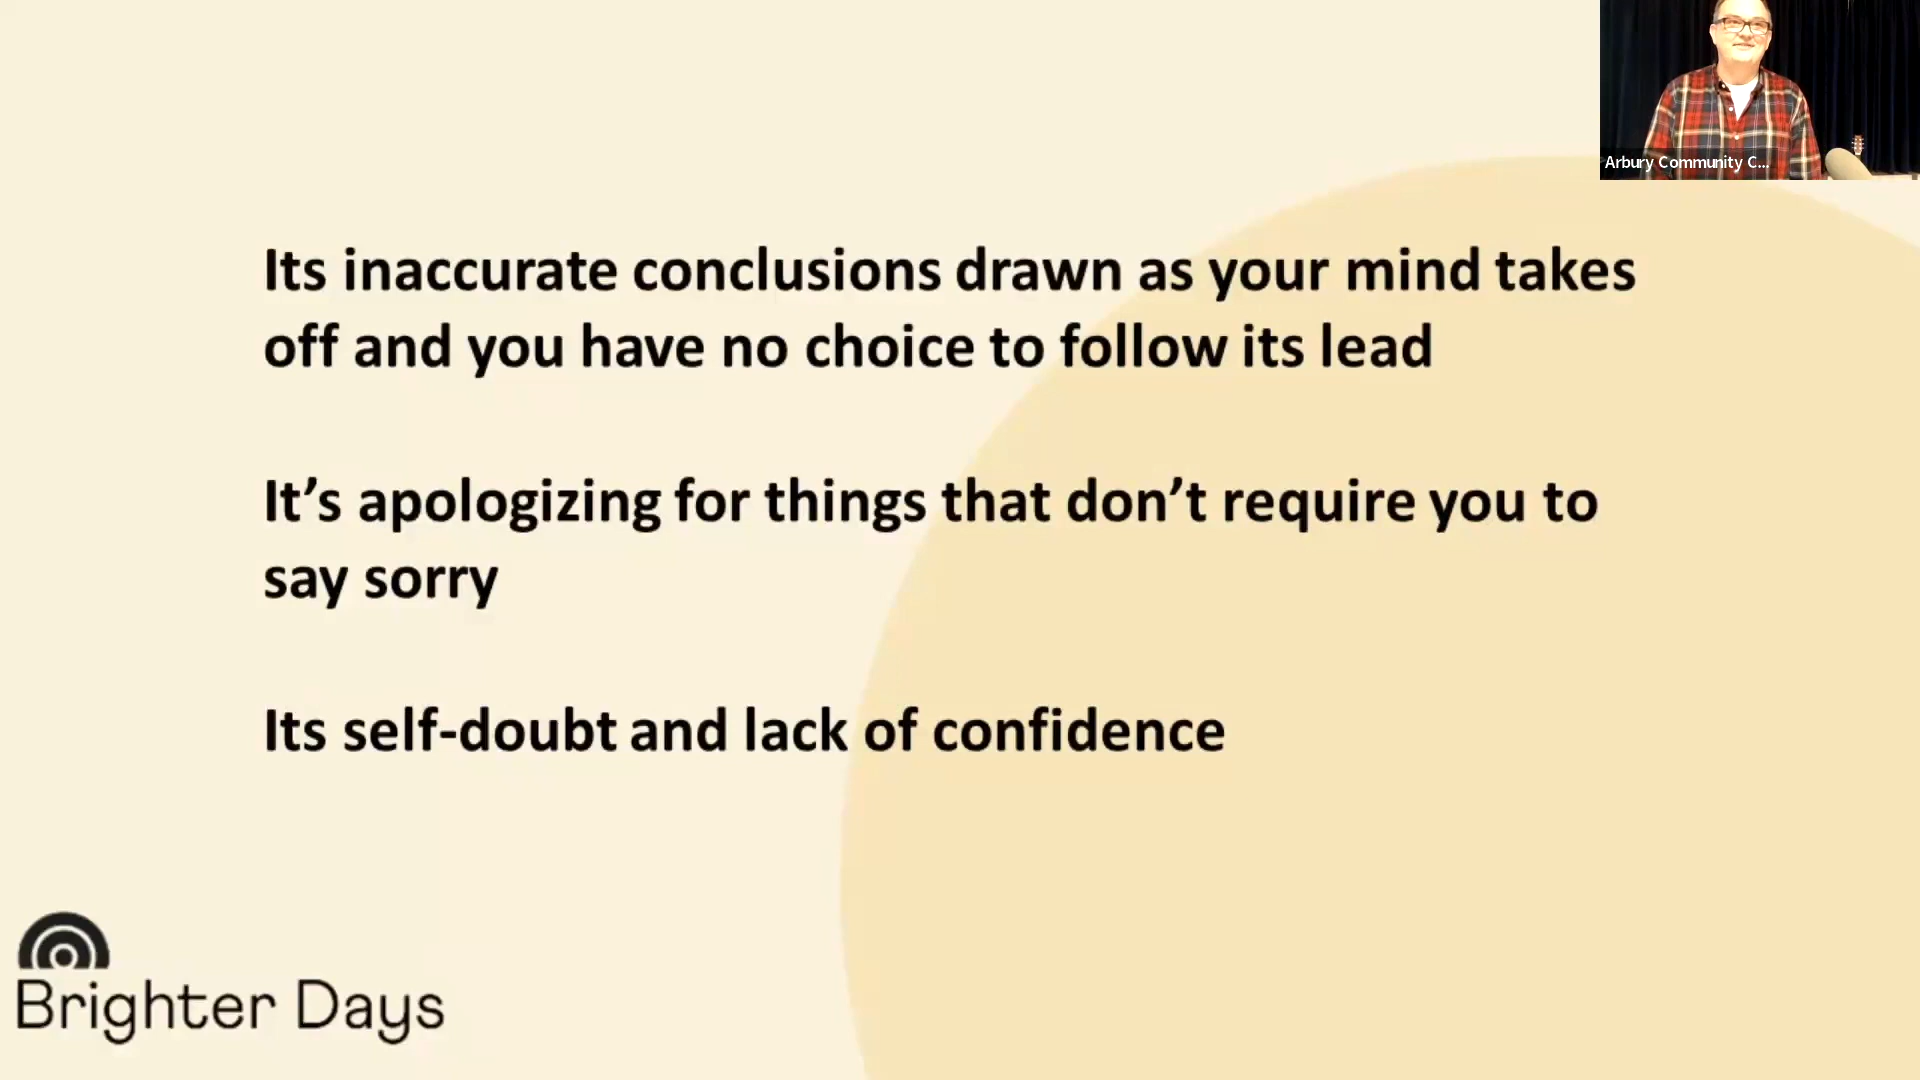 Arbury Community C...
Its inaccurate conclusions drawn as your mind takes
off and you have no choice to follow its lead
It’s apologizing for things that don’t require you to
say sorry
Its self-doubt and lack of confidence
Brighter Days